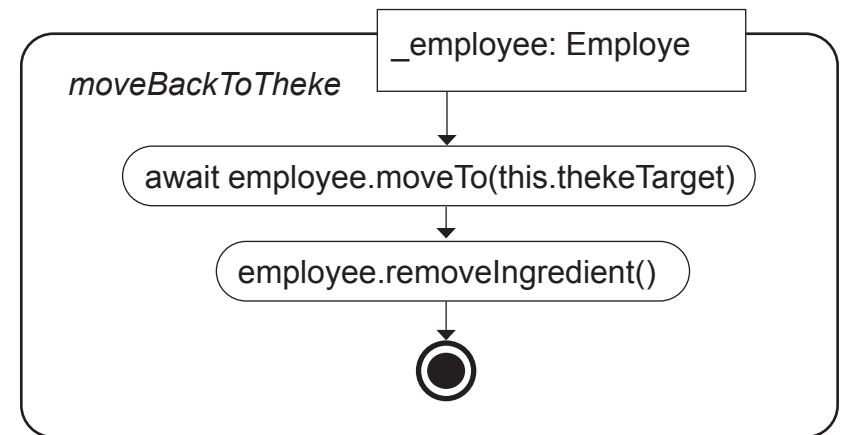 _employee: Employe
moveBackToTheke
await employee.moveTo(this.thekeTarget)
employee.removeIngredient()